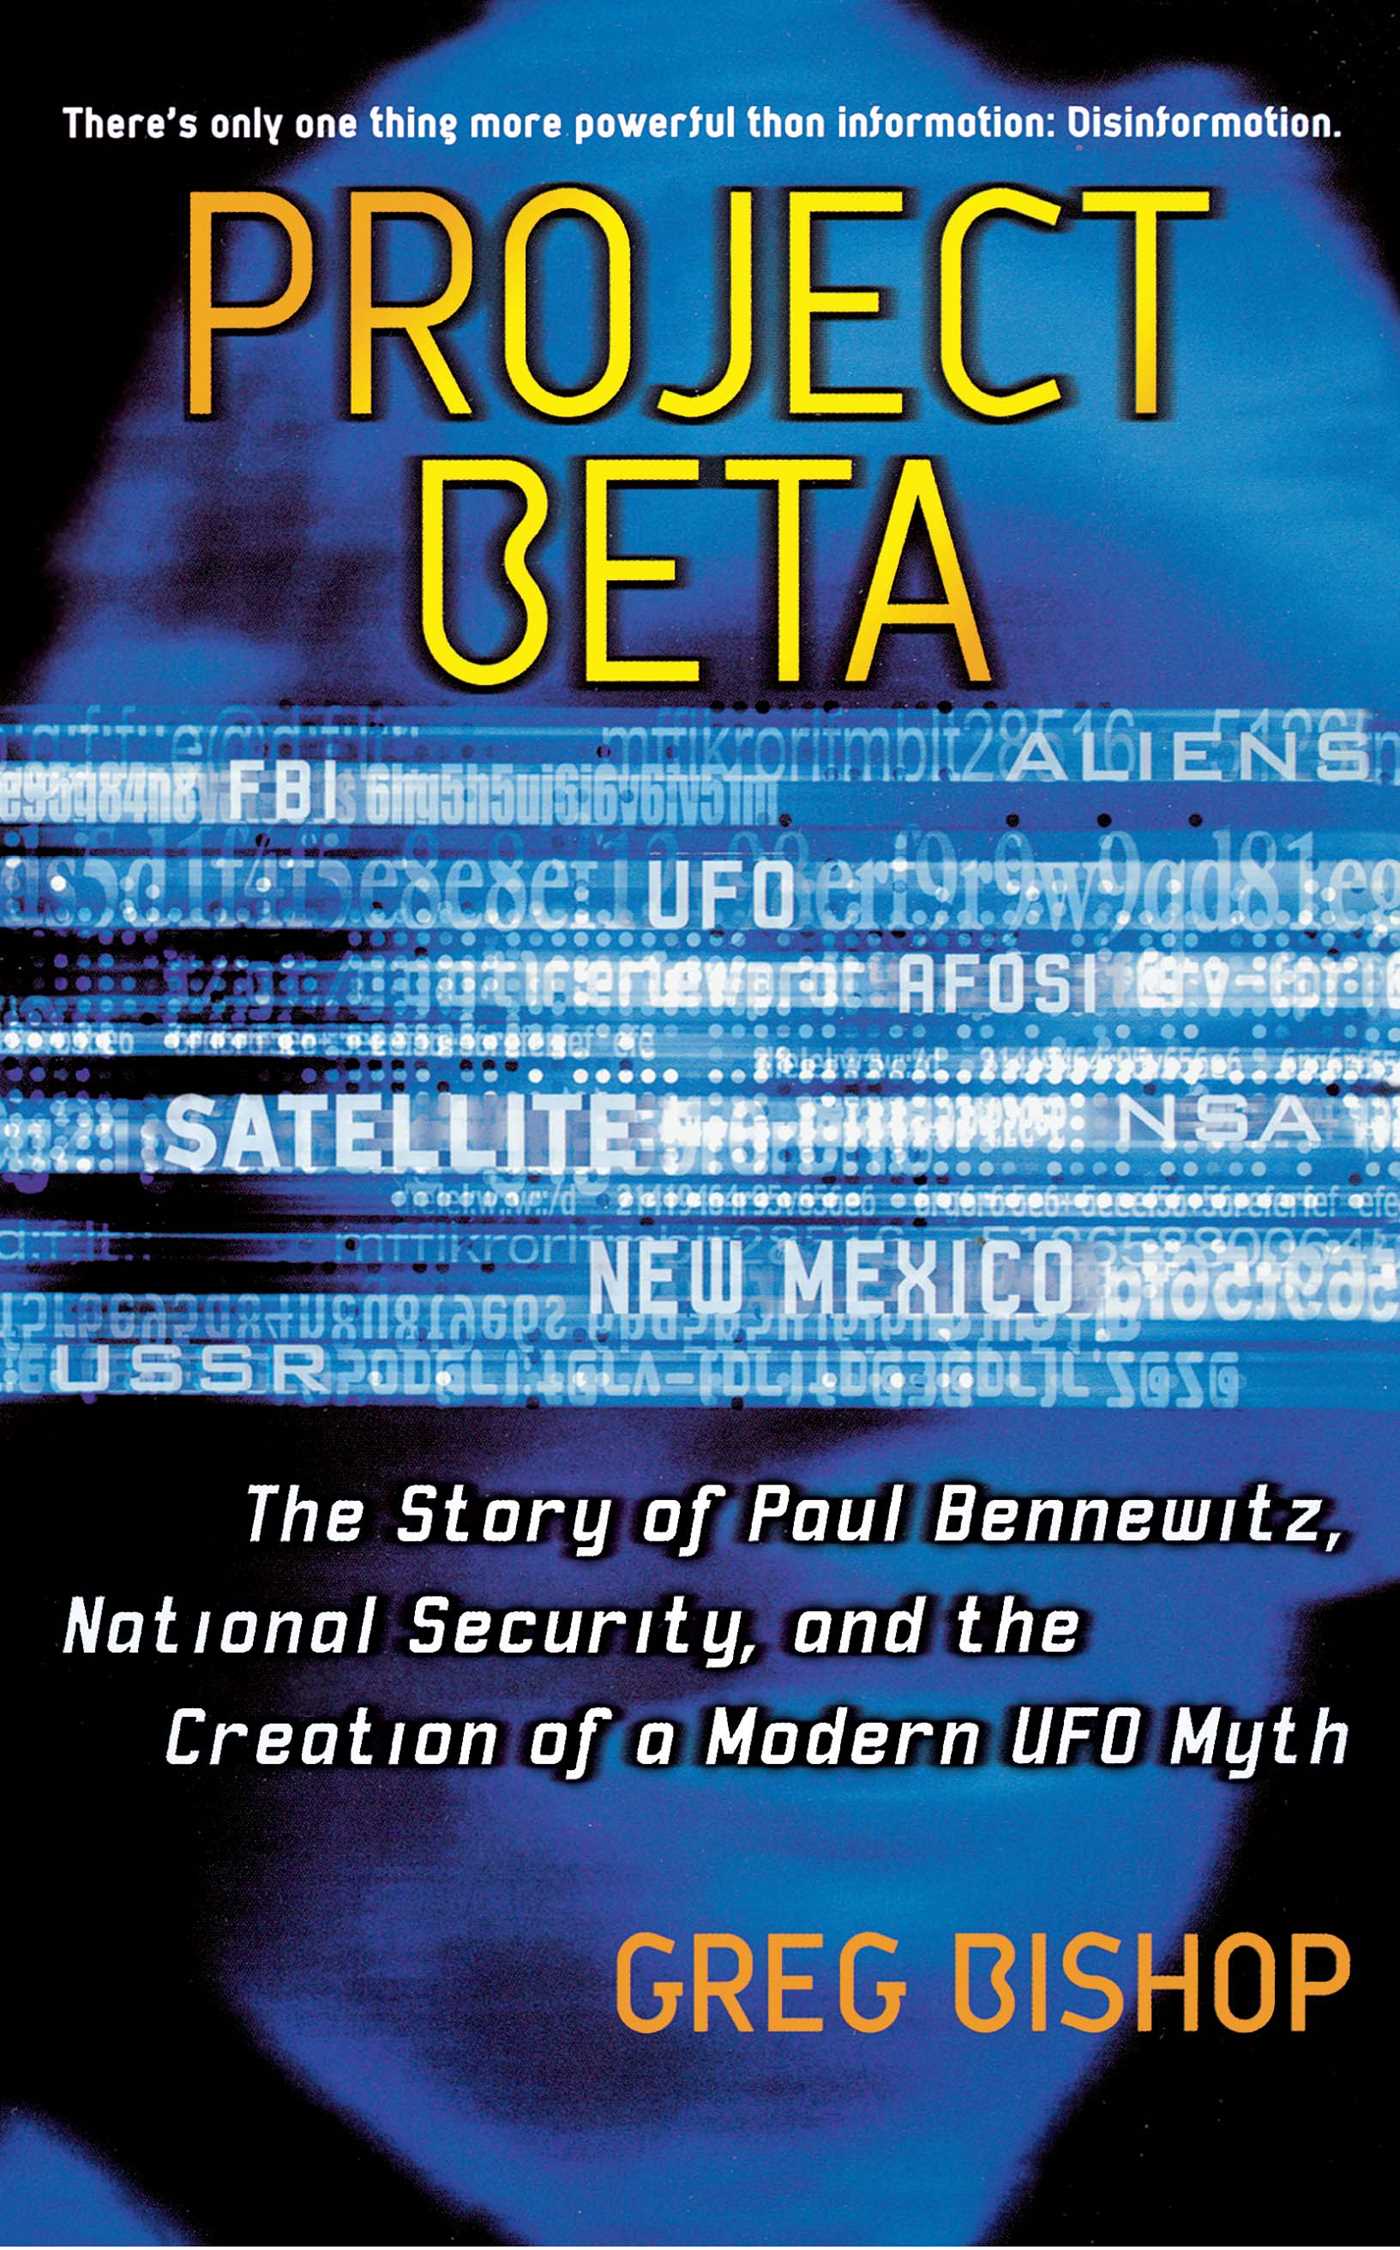 There's only one thing more powerful than information: Disinformation.
PROJECT
BETA
ALIENS
FBI
UFO
AFOSI
SATELLITE
NSA
NEW MEXICO
USSR
The Story of Paul Bennewitz,
National Security, and the
Creation of a Modern UFO Myth
GREG BISHOP